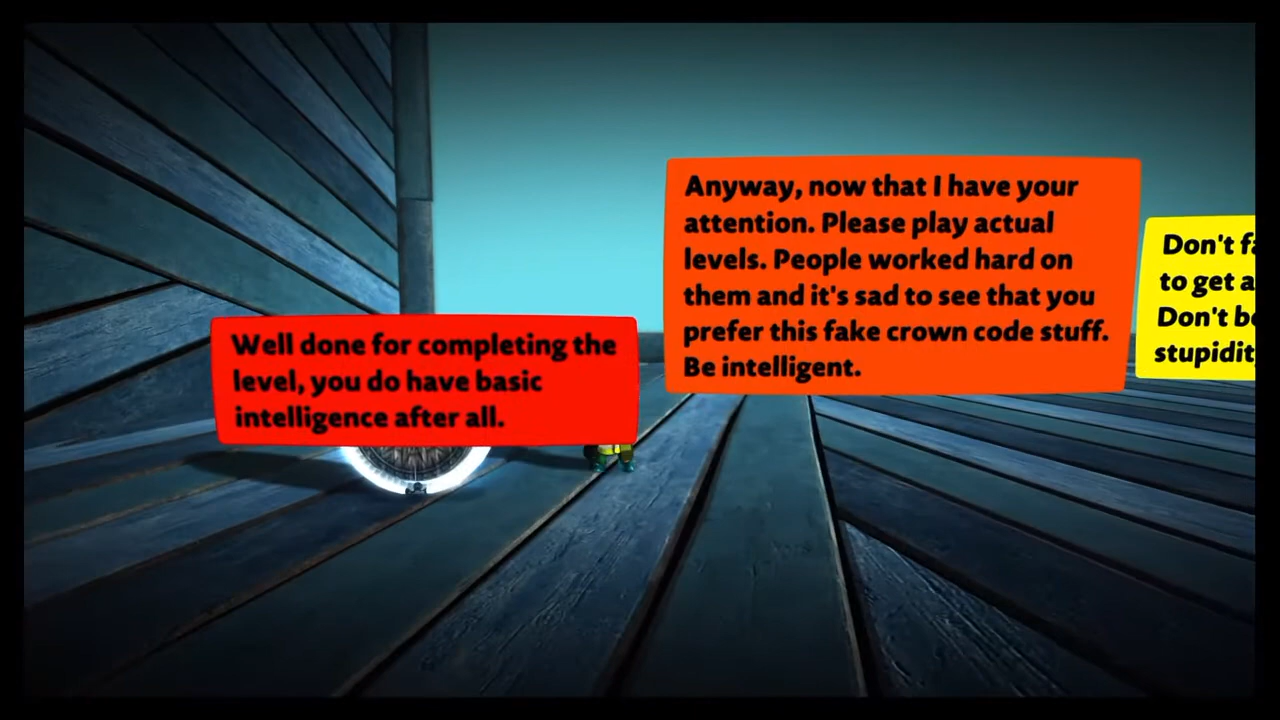 Well done for completing the
level, you do have basic
intelligence after all.
Anyway, now that I have your
attention. Please play actual
levels. People worked hard on
them and it's sad to see that you
prefer this fake crown code stuff.
Be intelligent.
Don't
to get
Don't